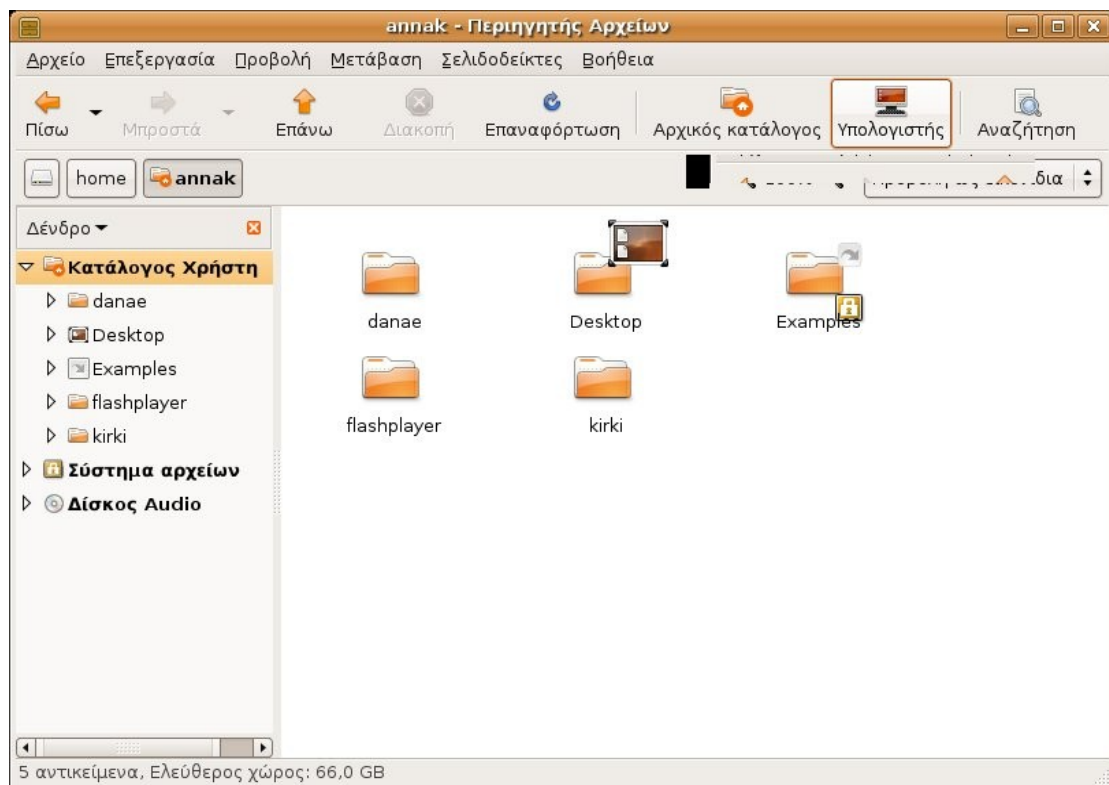 annak - Περιηγητής Αρχείων
Αρχείο Επεξεργασία Προβολή Μετάβαση Σελιδοδείκτες Βοήθεια
Πίσω Μπροστά Επάνω Διακοπή Επαναφόρτωση Αρχικός κατάλογος Υπολογιστής Αναζήτηση
home annak
Δένδρο
Κατάλογος Χρήστη
danae
Desktop
Examples
flashplayer
kirki
Σύστημα αρχείων
Δίσκος Audio
danae Desktop Examples
flashplayer kirki
5 αντικείμενα, Ελεύθερος χώρος: 66,0 GB